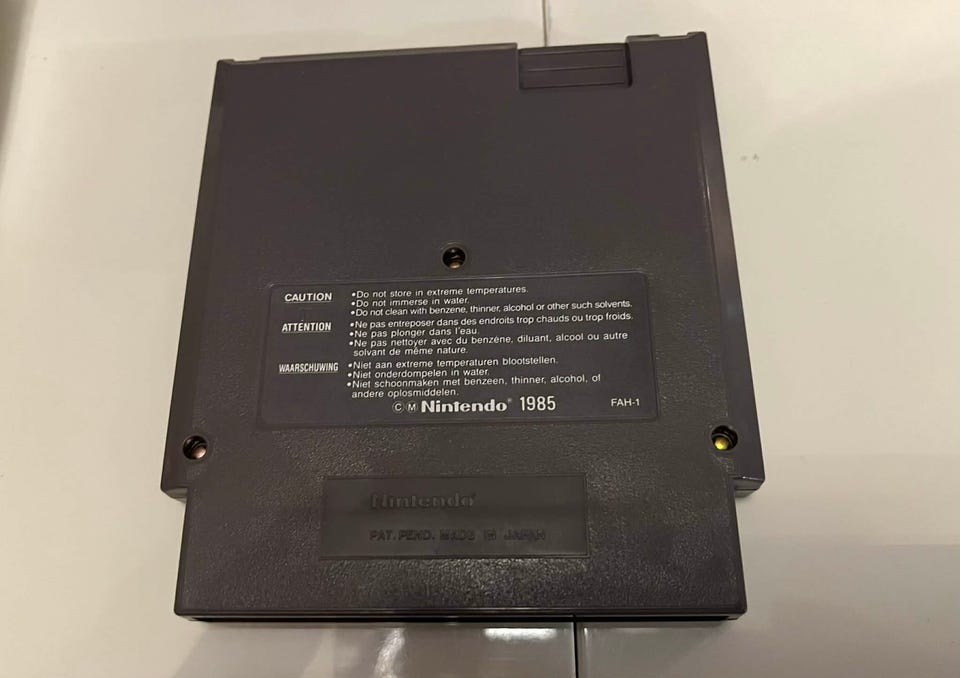 CAUTION
•Do not store in extreme temperatures.
•Do not immerse in water.
•Do not clean with benzene, thinner, alcohol or other such solvents.
ATTENTION
•Ne pas entreposer dans des endroits trop chauds ou trop froids.
•Ne pas plonger dans l'eau.
•Ne pas nettoyer avec du benzéne, diluant, alcool ou autre
solvant de même nature.
WAARSCHUWING
•Niet aan extreme temperaturen blootstellen.
•Niet onderdompelen in water.
•Niet schoonmaken met benzeen, thinner, alcohol, of
andere oplosmiddelen.
ⒸⓂ Nintendo® 1985 FAH-1
Nintendo®
PAT. PEND. MADE IN JAPAN